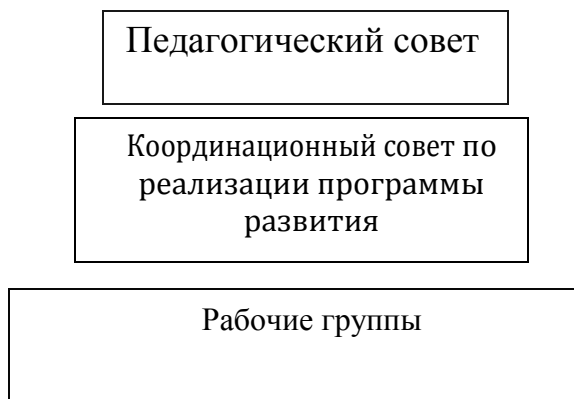 Педагогический совет
Координационный совет по
реализации программы
развития
Рабочие группы